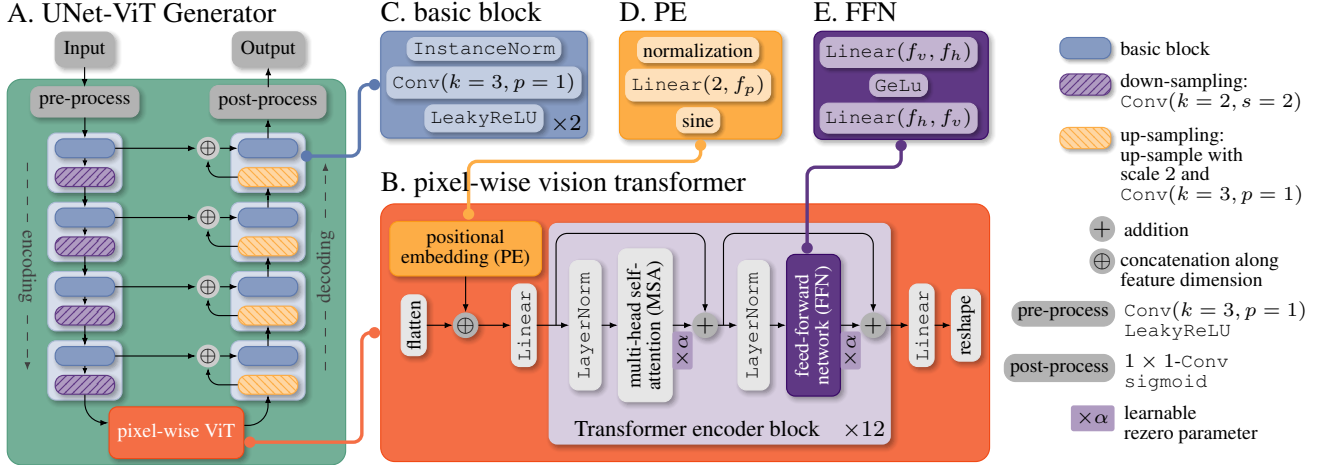 A. UNet-ViT Generator
Input
Output
pre-process
post-process
encoding
decoding
pixel-wise ViT
C. basic block
InstanceNorm
Conv(k = 3, p = 1)
LeakyReLU
×2
D. PE
normalization
Linear(2, f_p)
sine
E. FFN
Linear(f_v, f_h)
GeLu
Linear(f_h, f_v)
B. pixel-wise vision transformer
positional
embedding (PE)
flatten
Linear
LayerNorm
multi-head self-
attention (MSA)
×α
LayerNorm
feed-forward
network (FFN)
×α
Linear
reshape
Transformer encoder block
×12
basic block
down-sampling:
Conv(k = 2, s = 2)
up-sampling:
up-sample with
scale 2 and
Conv(k = 3, p = 1)
addition
concatenation along
feature dimension
pre-process
Conv(k = 3, p = 1)
LeakyReLU
post-process
1 × 1-Conv
sigmoid
×α
learnable
rezero parameter